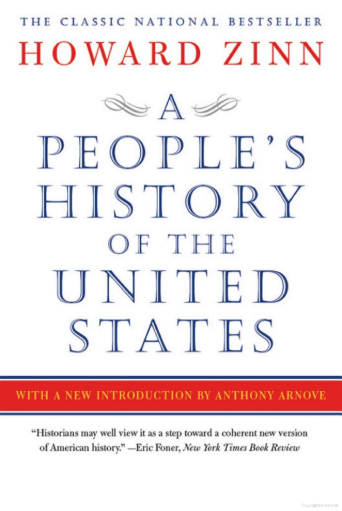 THE CLASSIC NATIONAL BESTSELLER
HOWARD ZINN
A
PEOPLE'S
HISTORY
OF THE
UNITED
STATES
WITH A NEW INTRODUCTION BY ANTHONY ARNOVE
“Historians may well view it as a step toward a coherent new version
of American history.” —Eric Foner, New York Times Book Review